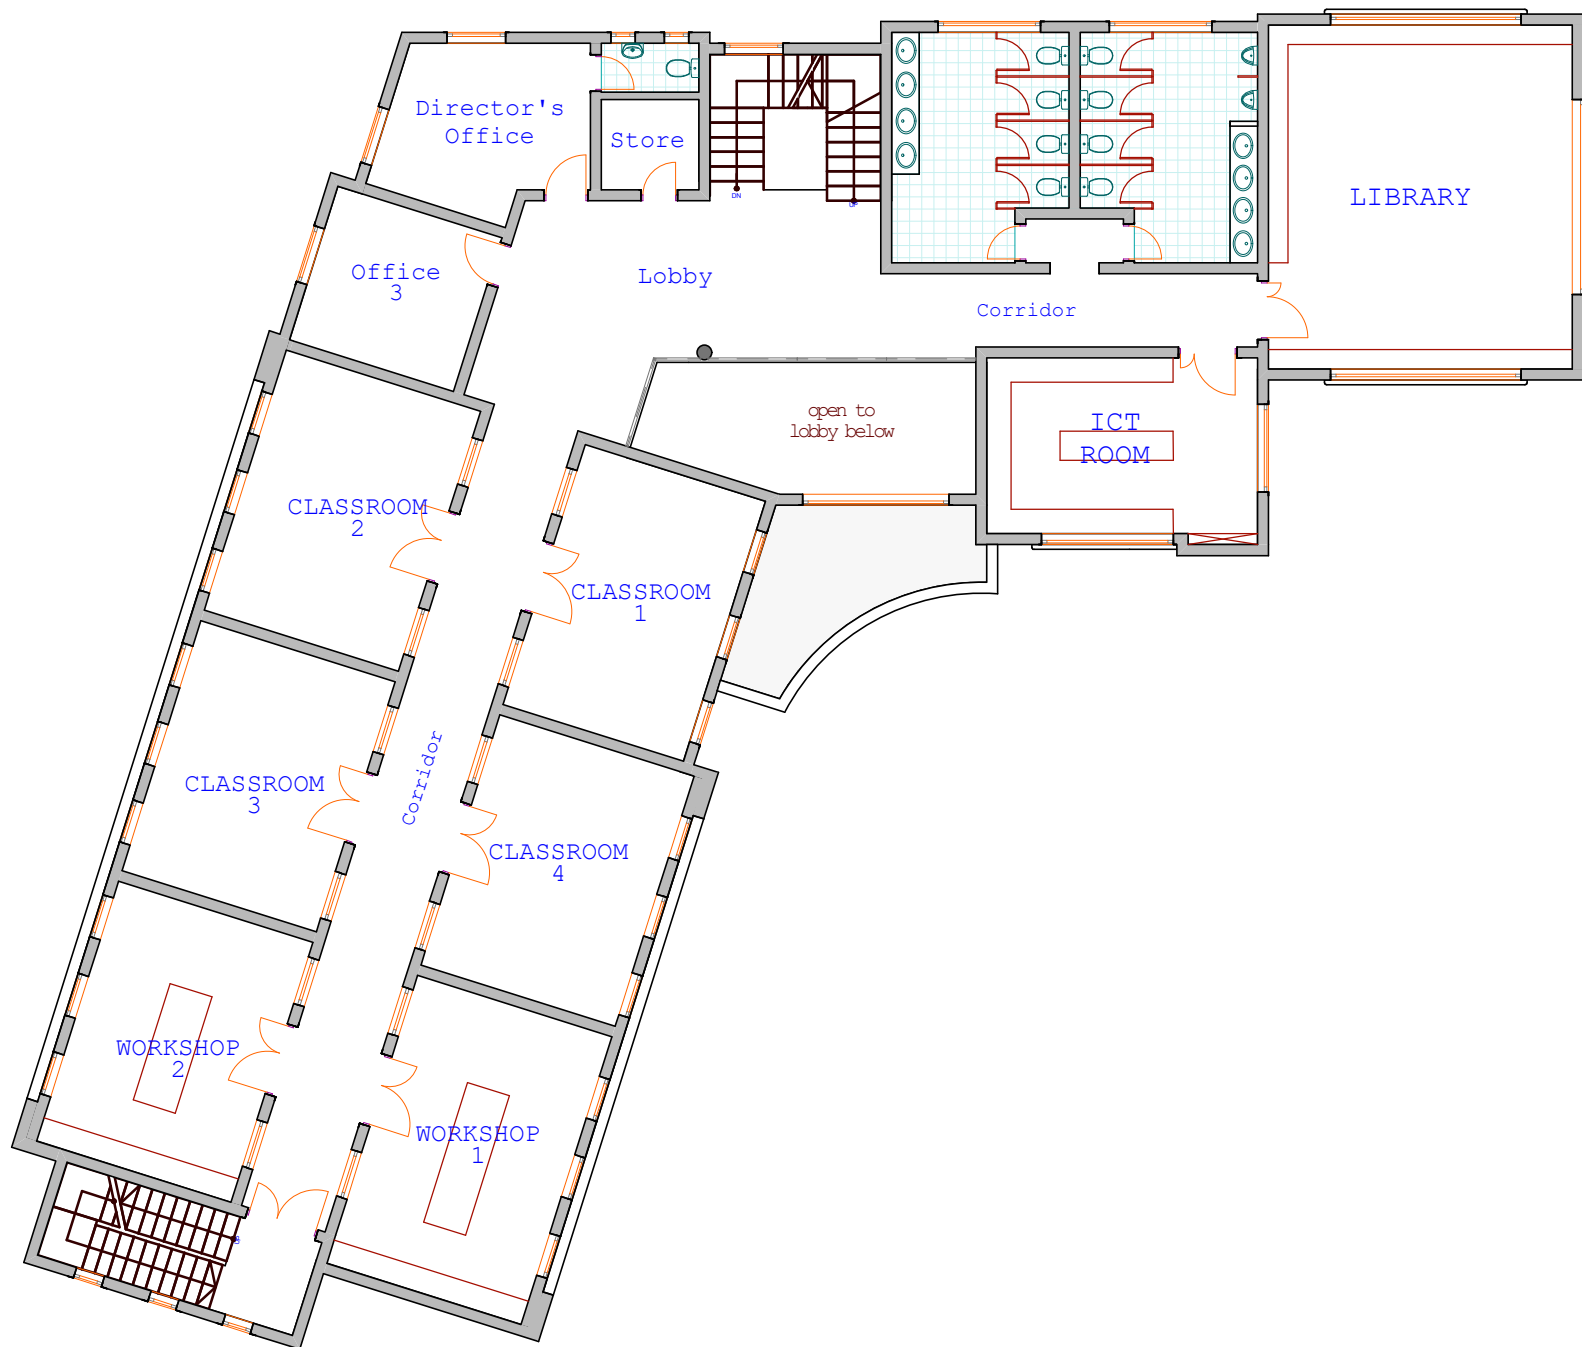 Director's
Office
Store
DN
LIBRARY
Office
3
Lobby
Corridor
open to
lobby below
ICT
ROOM
CLASSROOM
2
CLASSROOM
1
Corridor
CLASSROOM
3
CLASSROOM
4
WORKSHOP
2
WORKSHOP
1